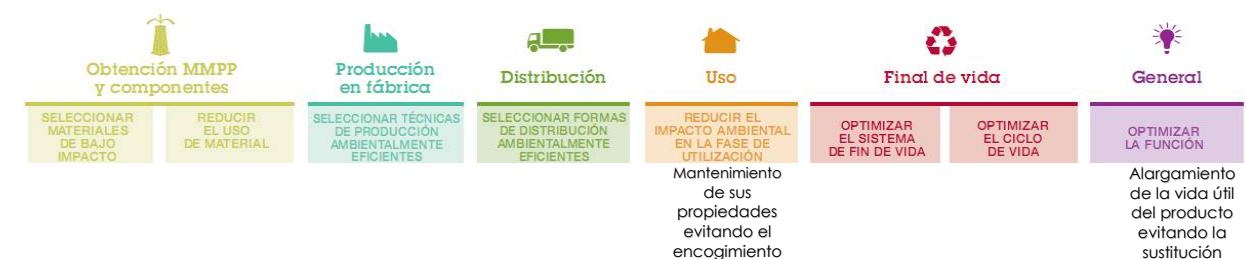 Obtención MMPP
y componentes
Producción
en fábrica
Distribución
Uso
Final de vida
General
SELECCIONAR
MATERIALES
DE BAJO
IMPACTO
REDUCIR
EL USO
DE MATERIAL
SELECCIONAR TÉCNICAS
DE PRODUCCIÓN
AMBIENTALMENTE
EFICIENTES
SELECCIONAR FORMAS
DE DISTRIBUCIÓN
AMBIENTALMENTE
EFICIENTES
REDUCIR EL
IMPACTO AMBIENTAL
EN LA FASE DE
UTILIZACIÓN
OPTIMIZAR
EL SISTEMA
DE FIN DE VIDA
OPTIMIZAR
EL CICLO
DE VIDA
OPTIMIZAR
LA FUNCIÓN
Mantenimiento
de sus
propiedades
evitando el
encogimiento
Alargamiento
de la vida útil
del producto
evitando la
sustitución